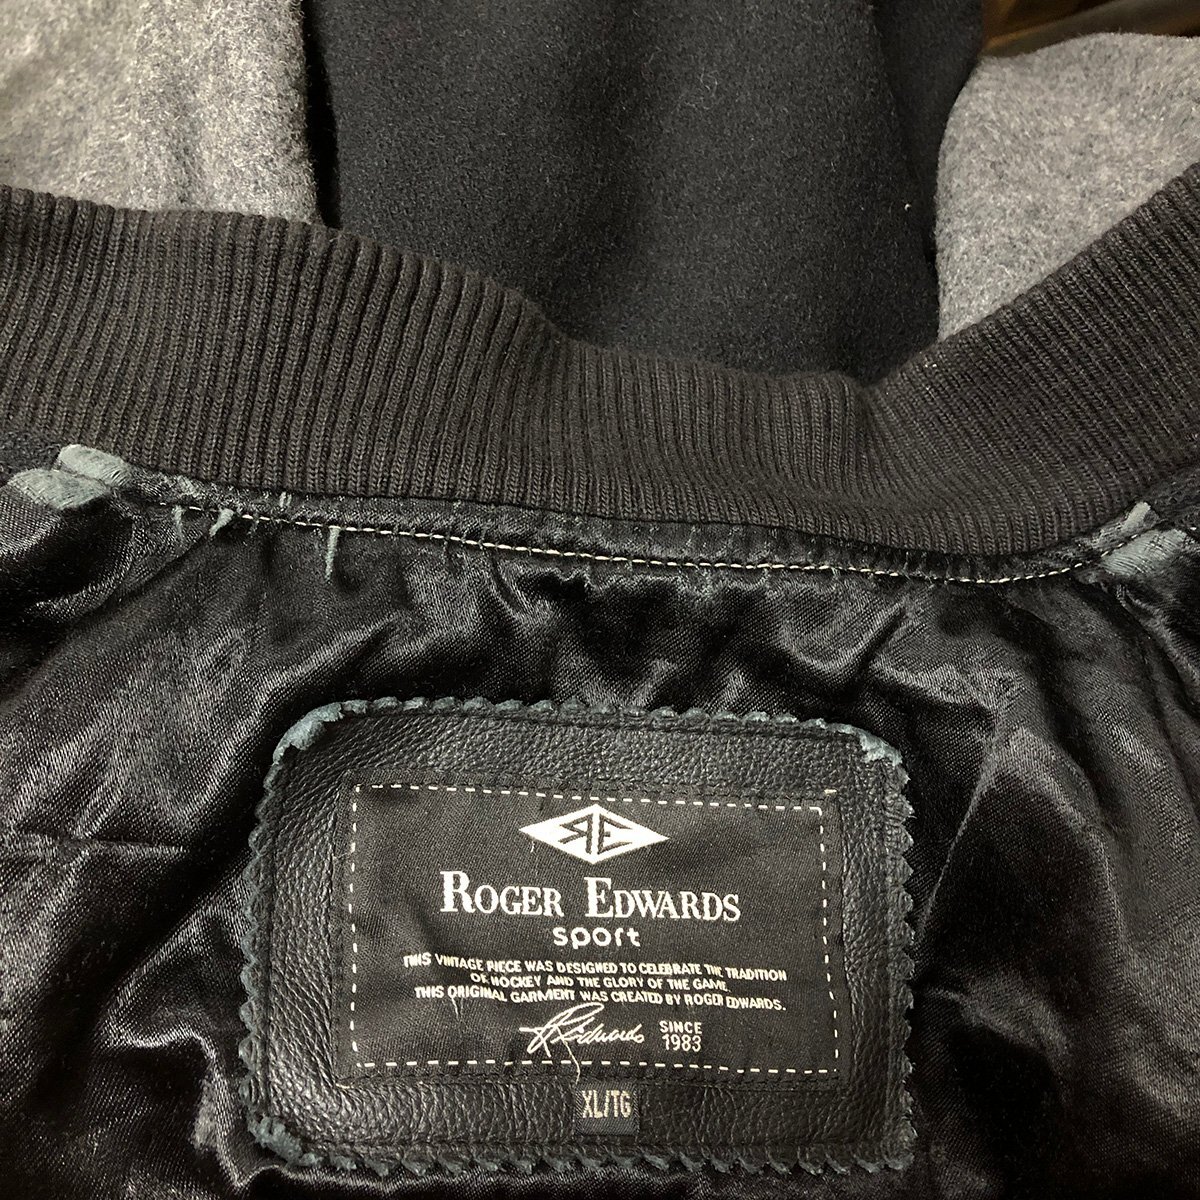 RE
ROGER EDWARDS
sport
THIS VINTAGE PIECE WAS DESIGNED TO CELEBRATE THE TRADITION
OF HOCKEY AND THE GLORY OF THE GAME.
THIS ORIGINAL GARMENT WAS CREATED BY ROGER EDWARDS.
R Edwards
SINCE
1983
XL/TG